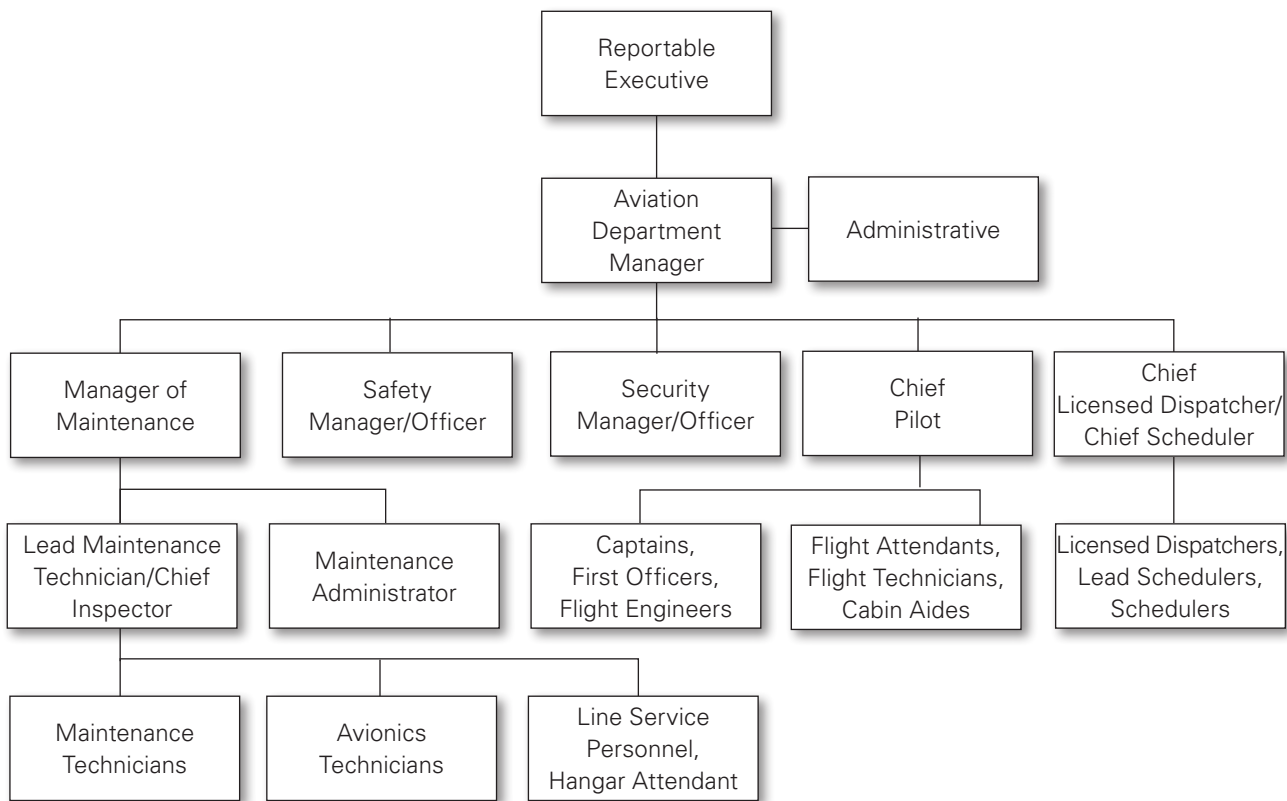 Reportable
Executive
Aviation
Department
Manager
Administrative
Manager of
Maintenance
Safety
Manager/Officer
Security
Manager/Officer
Chief
Pilot
Chief
Licensed Dispatcher/
Chief Scheduler
Lead Maintenance
Technician/Chief
Inspector
Maintenance
Administrator
Captains,
First Officers,
Flight Engineers
Flight Attendants,
Flight Technicians,
Cabin Aides
Licensed Dispatchers,
Lead Schedulers,
Schedulers
Maintenance
Technicians
Avionics
Technicians
Line Service
Personnel,
Hangar Attendant